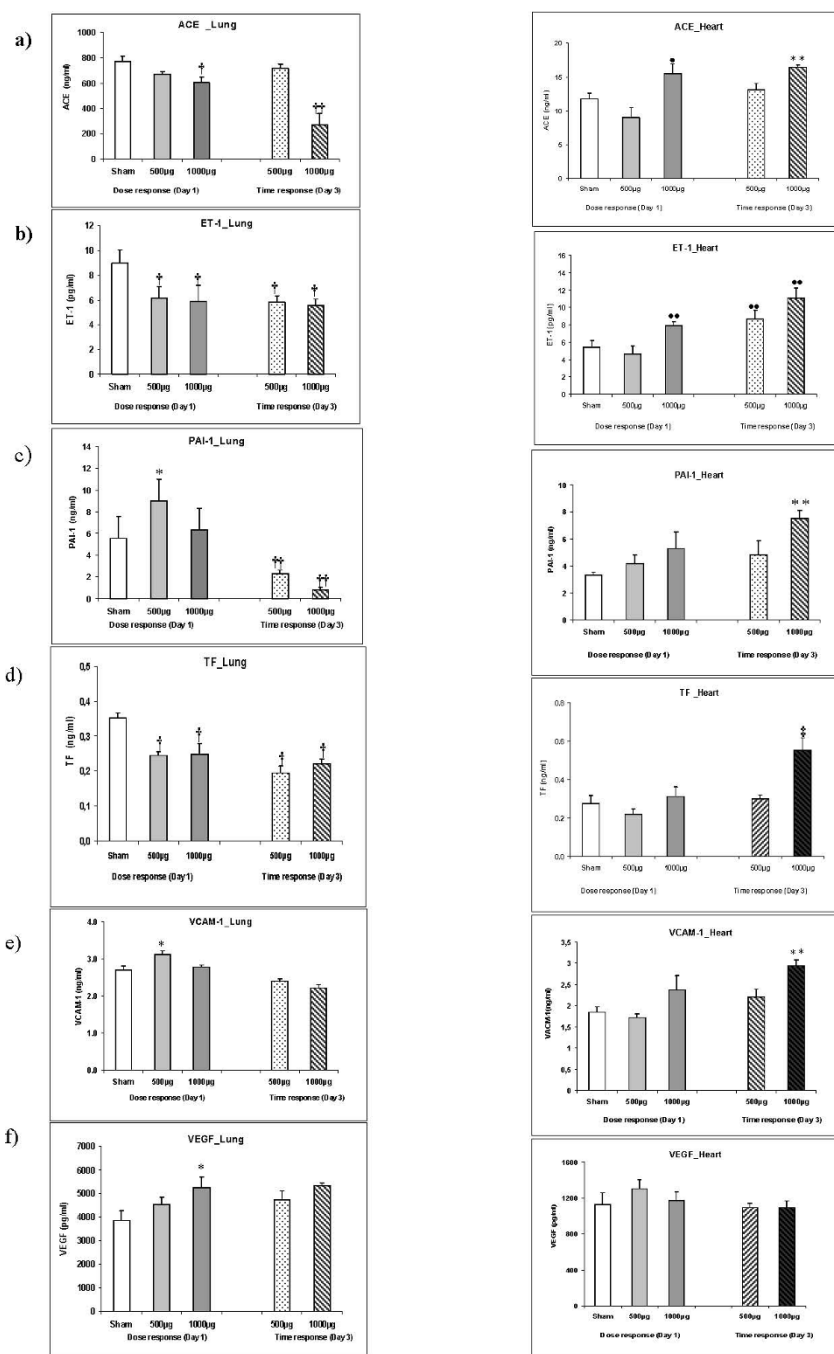 a)
ACE _Lung
ACE (ng/ml)
1000
800
600
400
200
0
†
††
Sham 500µg 1000µg 500µg 1000µg
Dose response (Day 1) Time response (Day 3)
ACE_Heart
ACE (ng/ml)
20
15
10
5
0
•
**
Sham 500µg 1000µg 500µg 1000µg
Dose response (Day 1) Time response (Day 3)
b)
ET-1_Lung
ET-1 (pg/ml)
12
10
8
6
4
2
0
† † † †
Sham 500µg 1000µg 500µg 1000µg
Dose response (Day 1) Time response (Day 3)
ET-1_Heart
ET-1 (pg/ml)
16
14
12
10
8
6
4
2
0
•• •• ••
Sham 500µg 1000µg 500µg 1000µg
Dose response (Day 1) Time response (Day 3)
c)
PAI-1_Lung
PAI-1 (ng/ml)
14
12
10
8
6
4
2
0
*
†† ††
Sham 500µg 1000µg 500µg 1000µg
Dose response (Day 1) Time response (Day 3)
PAI-1_Heart
PAI-1 (ng/ml)
10
8
6
4
2
0
**
Sham 500µg 1000µg 500µg 1000µg
Dose response (Day 1) Time response (Day 3)
d)
TF_Lung
TF (ng/ml)
0,5
0,4
0,3
0,2
0,1
0,0
† † † †
Sham 500µg 1000µg 500µg 1000µg
Dose response (Day 1) Time response (Day 3)
TF_Heart
TF (ng/ml)
0,8
0,6
0,4
0,2
0,0
‡
Sham 500µg 1000µg 500µg 1000µg
Dose response (Day 1) Time response (Day 3)
e)
VCAM-1_Lung
VCAM-1 (ng/ml)
4.0
3.0
2.0
1.0
0.0
*
Sham 500µg 1000µg 500µg 1000µg
Dose response (Day 1) Time response (Day 3)
VCAM-1_Heart
VACM-1(ng/ml)
3,5
3
2,5
2
1,5
1
0,5
0
**
Sham 500µg 1000µg 500µg 1000µg
Dose response (Day 1) Time response (Day 3)
f)
VEGF_Lung
VEGF (pg/ml)
7000
6000
5000
4000
3000
2000
1000
0
*
Sham 500µg 1000µg 500µg 1000µg
Dose response (Day 1) Time response (Day 3)
VEGF_Heart
VEGF (pg/ml)
1600
1200
800
400
0
Sham 500µg 1000µg 500µg 1000µg
Dose response (Day 1) Time response (Day 3)